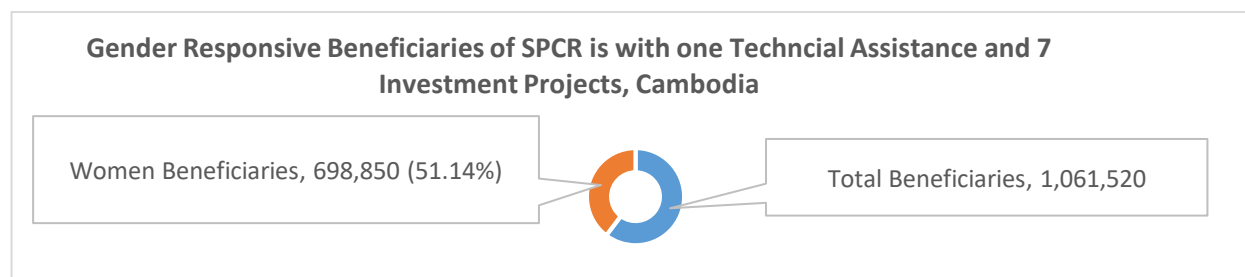 Gender Responsive Beneficiaries of SPCR is with one Techncial Assistance and 7
Investment Projects, Cambodia
Women Beneficiaries, 698,850 (51.14%)
Total Beneficiaries, 1,061,520